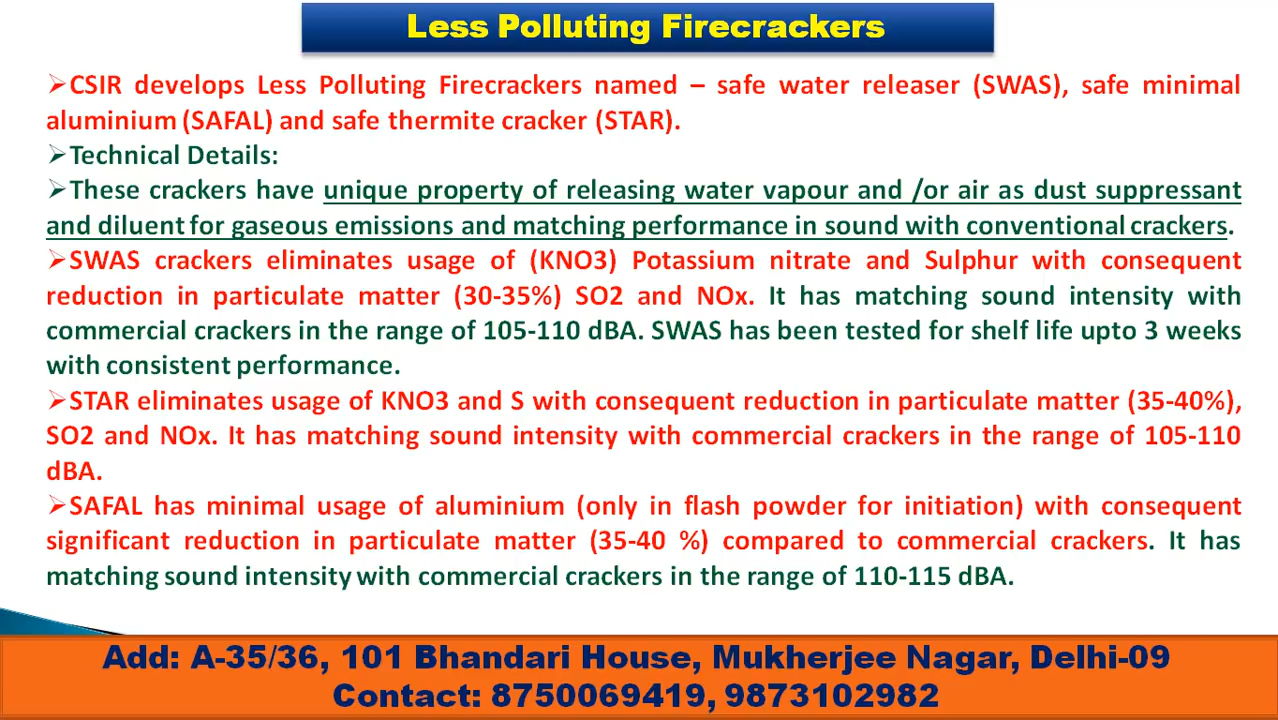 Less Polluting Firecrackers
➢CSIR develops Less Polluting Firecrackers named – safe water releaser (SWAS), safe minimal
aluminium (SAFAL) and safe thermite cracker (STAR).
➢Technical Details:
➢These crackers have unique property of releasing water vapour and /or air as dust suppressant
and diluent for gaseous emissions and matching performance in sound with conventional crackers.
➢SWAS crackers eliminates usage of (KNO3) Potassium nitrate and Sulphur with consequent
reduction in particulate matter (30-35%) SO2 and NOx. It has matching sound intensity with
commercial crackers in the range of 105-110 dBA. SWAS has been tested for shelf life upto 3 weeks
with consistent performance.
➢STAR eliminates usage of KNO3 and S with consequent reduction in particulate matter (35-40%),
SO2 and NOx. It has matching sound intensity with commercial crackers in the range of 105-110
dBA.
➢SAFAL has minimal usage of aluminium (only in flash powder for initiation) with consequent
significant reduction in particulate matter (35-40 %) compared to commercial crackers. It has
matching sound intensity with commercial crackers in the range of 110-115 dBA.
Add: A-35/36, 101 Bhandari House, Mukherjee Nagar, Delhi-09
Contact: 8750069419, 9873102982